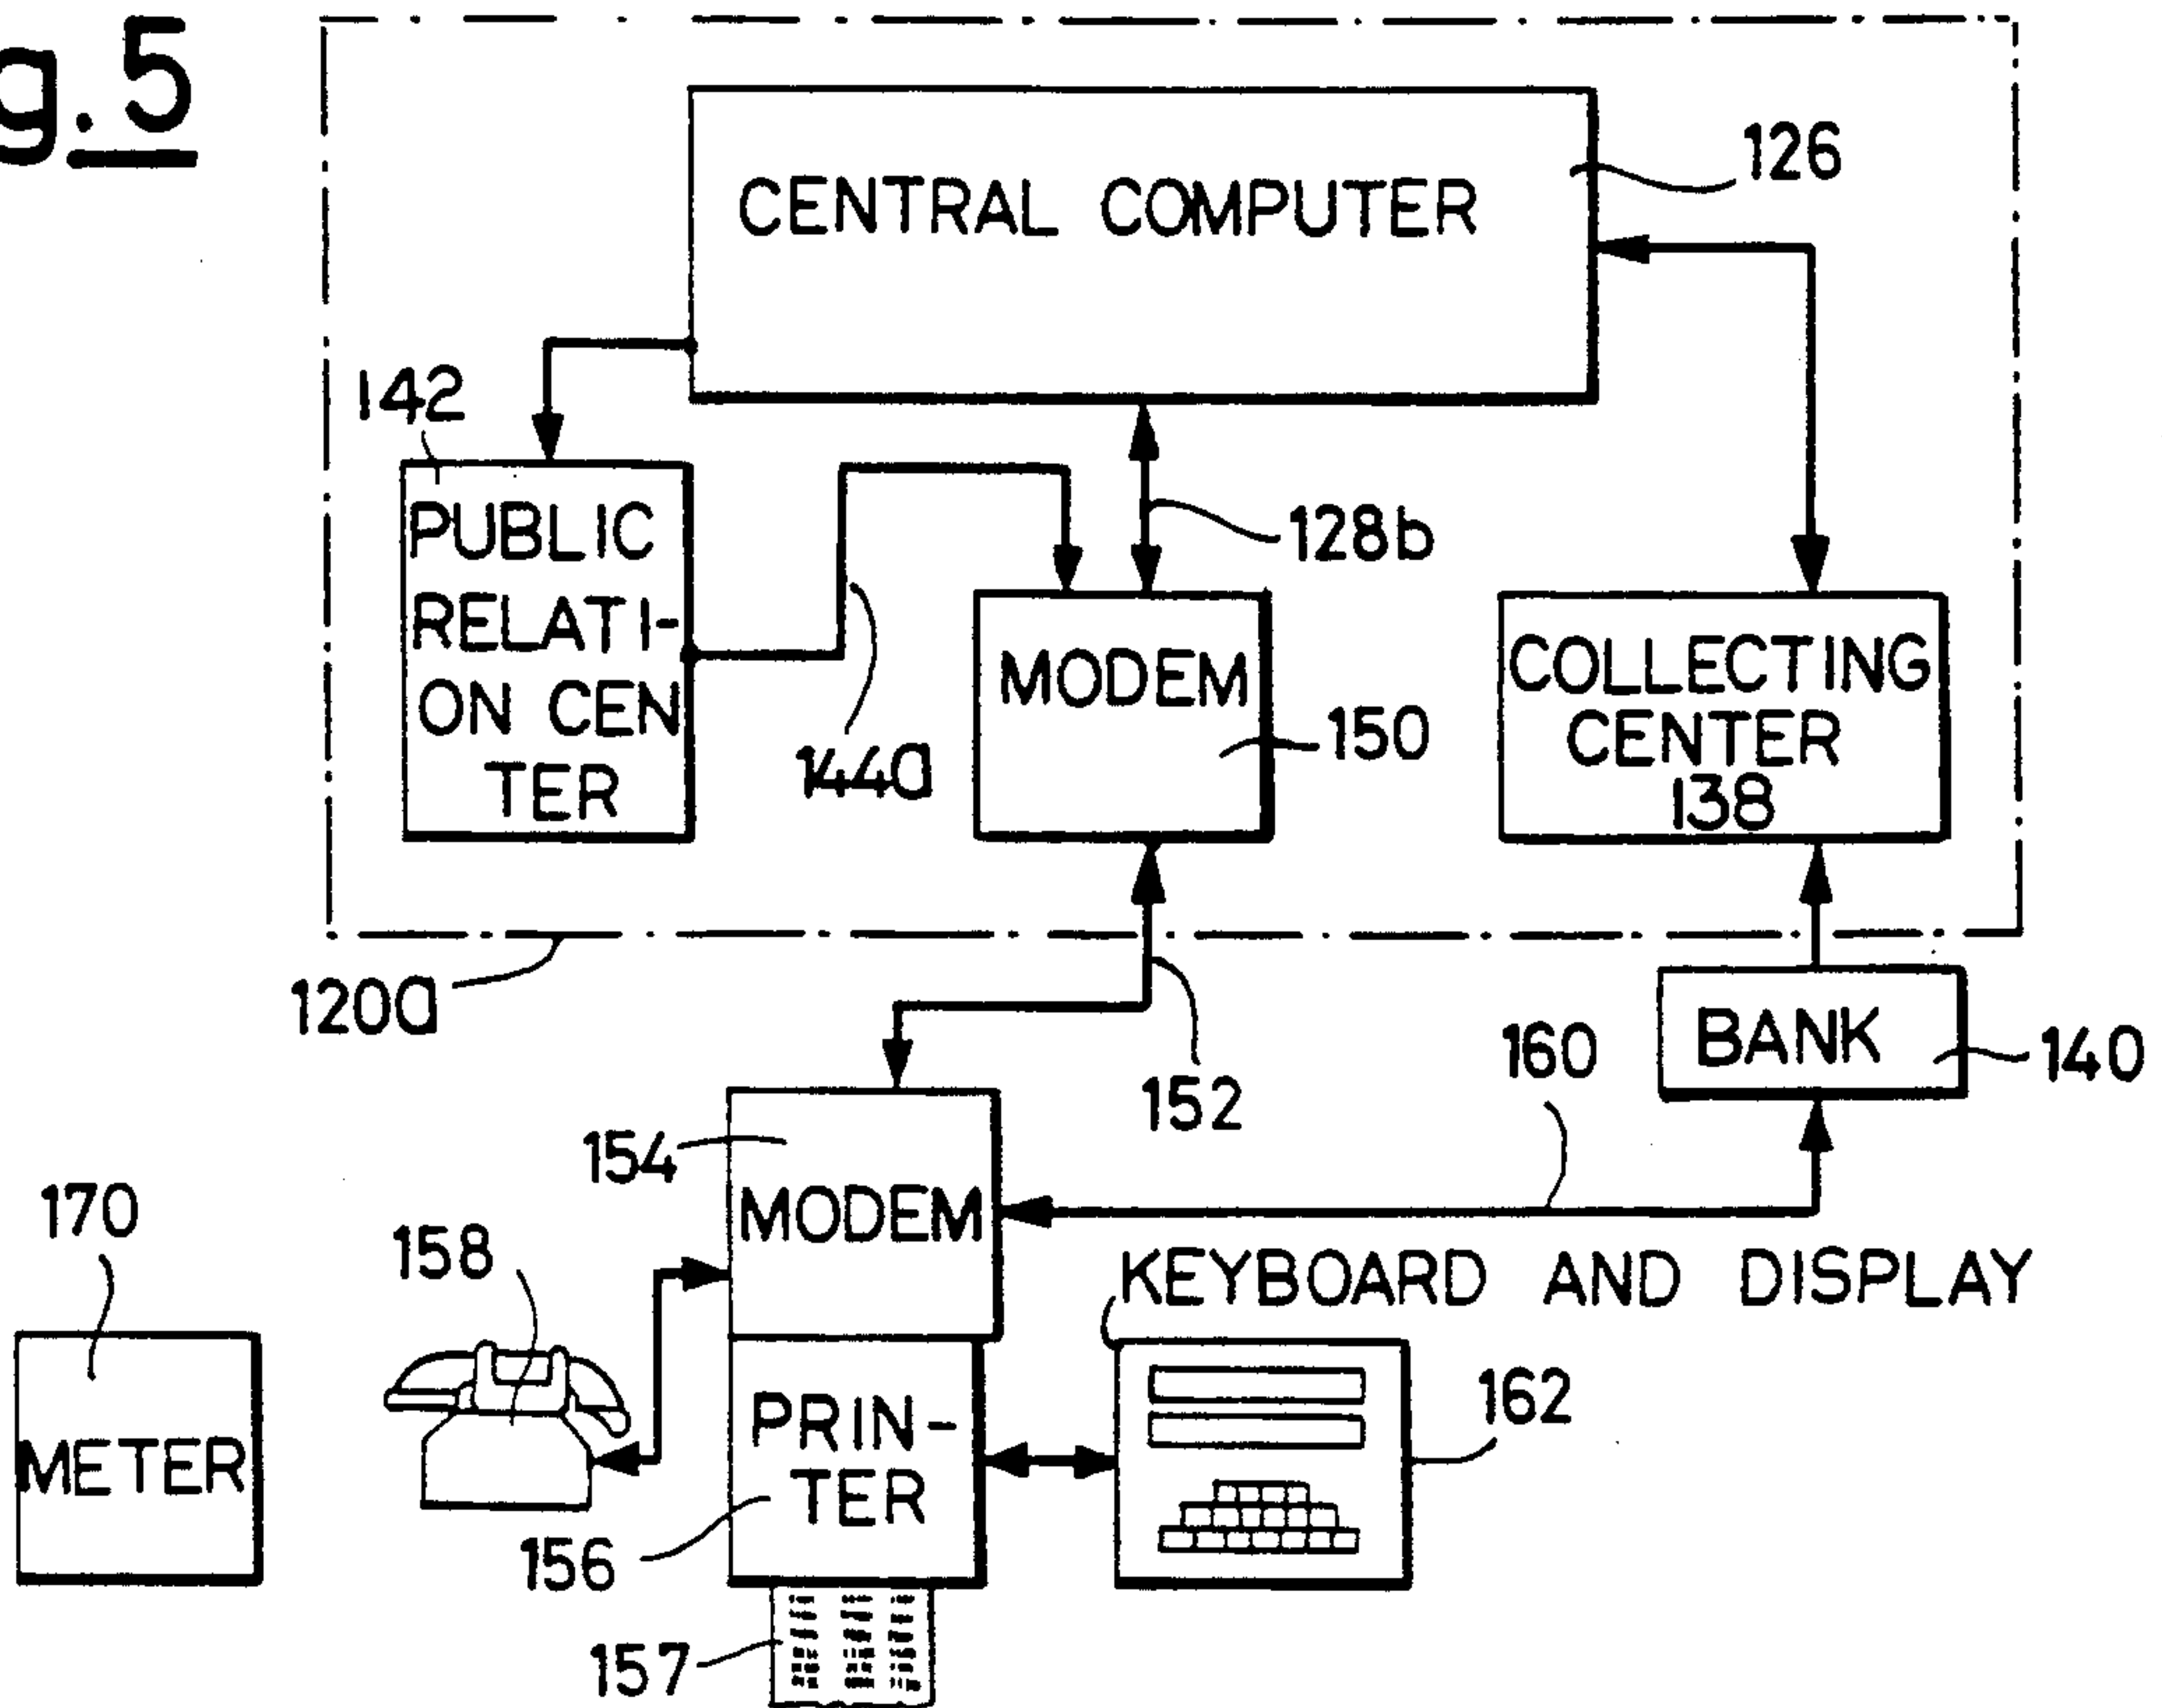 g.5
CENTRAL COMPUTER
126
142
PUBLIC
RELATI-
ON CEN
TER
144a
128b
MODEM
150
COLLECTING
CENTER
138
120a
152
160
BANK
140
154
MODEM
170
158
KEYBOARD AND DISPLAY
METER
PRIN-
TER
162
156
157